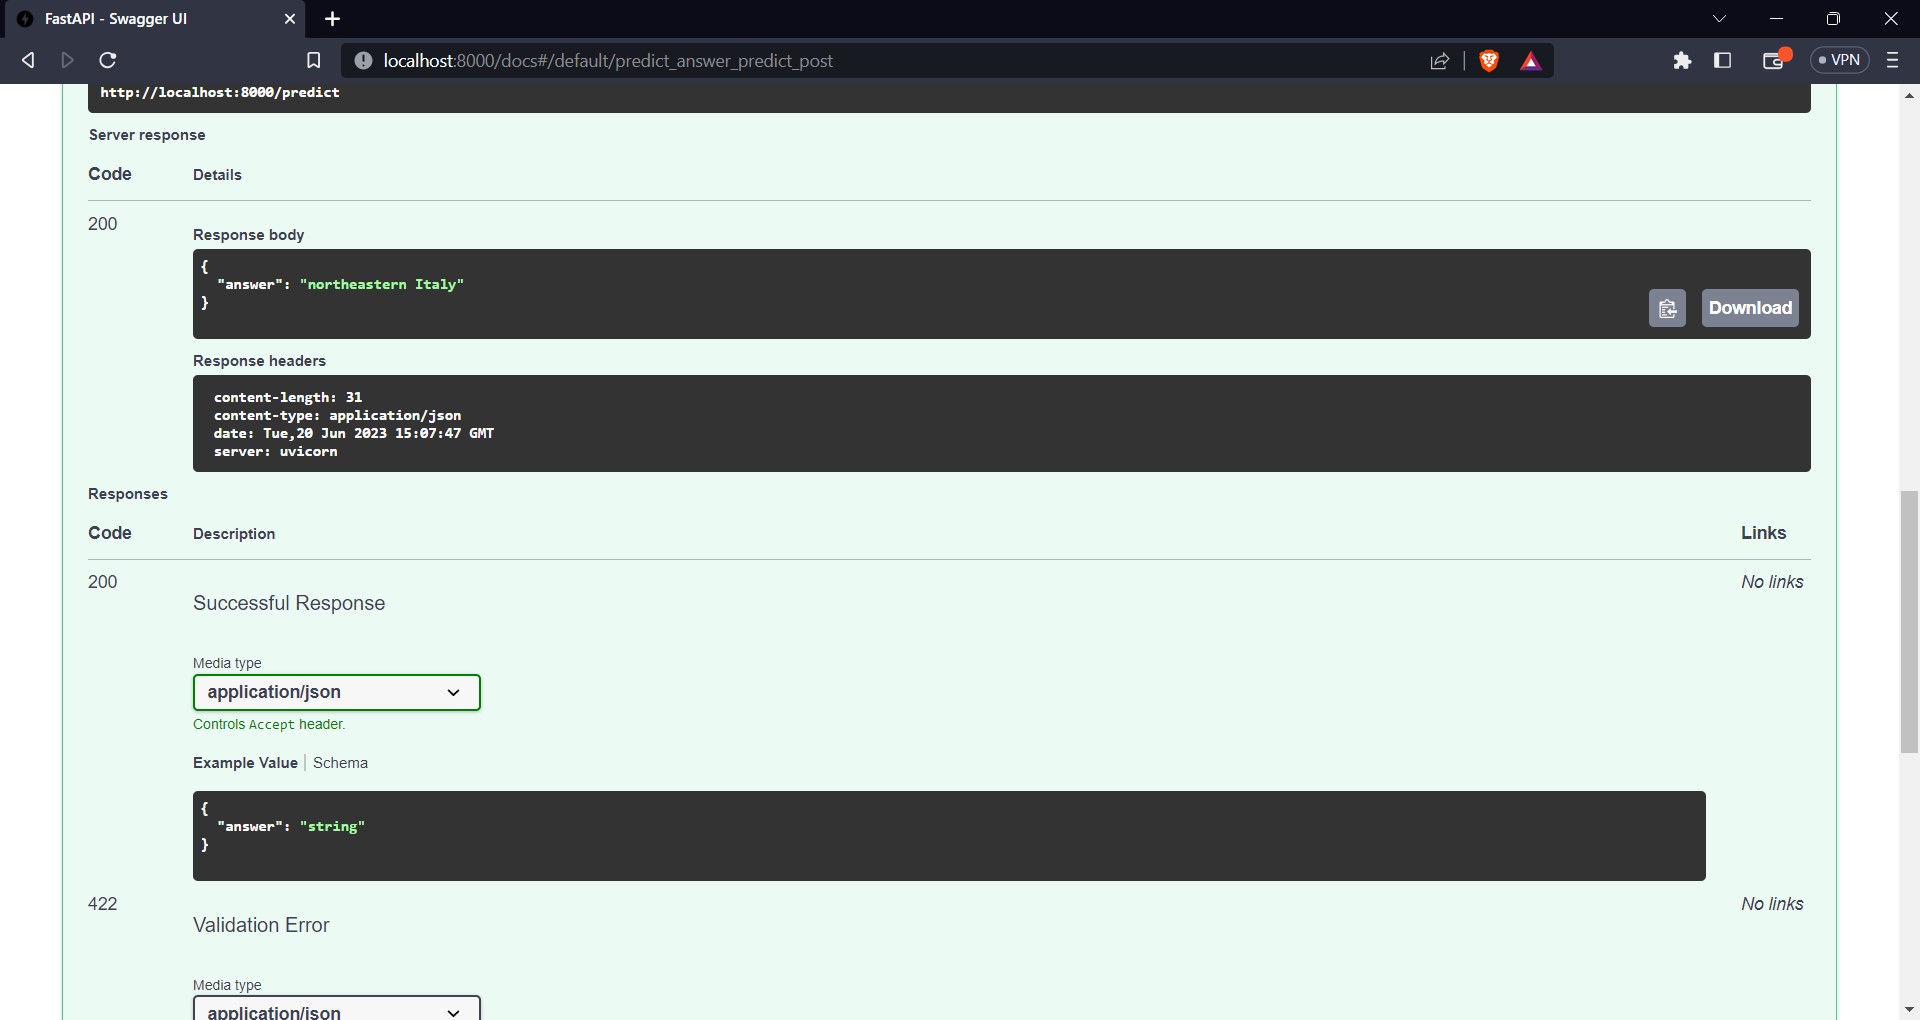 FastAPI - Swagger UI
localhost:8000/docs#/default/predict_answer_predict_post
VPN
http://localhost:8000/predict
Server response
Code Details
200
Response body
{
"answer": "northeastern Italy"
}
Download
Response headers
content-length: 31
content-type: application/json
date: Tue,20 Jun 2023 15:07:47 GMT
server: uvicorn
Responses
Code Description Links
200 No links
Successful Response
Media type
application/json
Controls Accept header.
Example Value Schema
{
"answer": "string"
}
422 No links
Validation Error
Media type
application/json